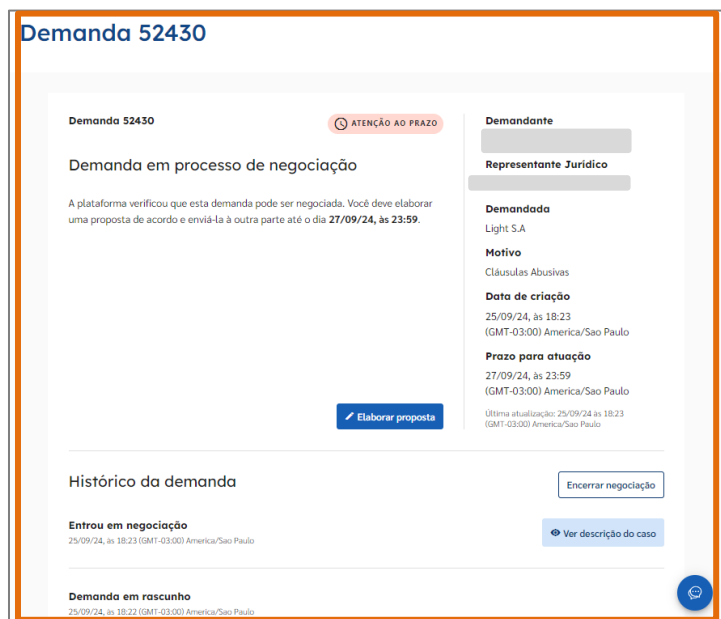 Demanda 52430
Demanda 52430
ATENÇÃO AO PRAZO
Demanda em processo de negociação
A plataforma verificou que esta demanda pode ser negociada. Você deve elaborar
uma proposta de acordo e enviá-la à outra parte até o dia 27/09/24, às 23:59.
Elaborar proposta
Demandante
Representante Jurídico
Demandada
Light S.A
Motivo
Cláusulas Abusivas
Data de criação
25/09/24, às 18:23
(GMT-03:00) America/Sao Paulo
Prazo para atuação
27/09/24, às 23:59
(GMT-03:00) America/Sao Paulo
Última atualização: 25/09/24 às 18:23
(GMT-03:00) America/Sao Paulo
Histórico da demanda
Encerrar negociação
Entrou em negociação
25/09/24, às 18:23 (GMT-03:00) America/Sao Paulo
Ver descrição do caso
Demanda em rascunho
25/09/24, às 18:22 (GMT-03:00) America/Sao Paulo